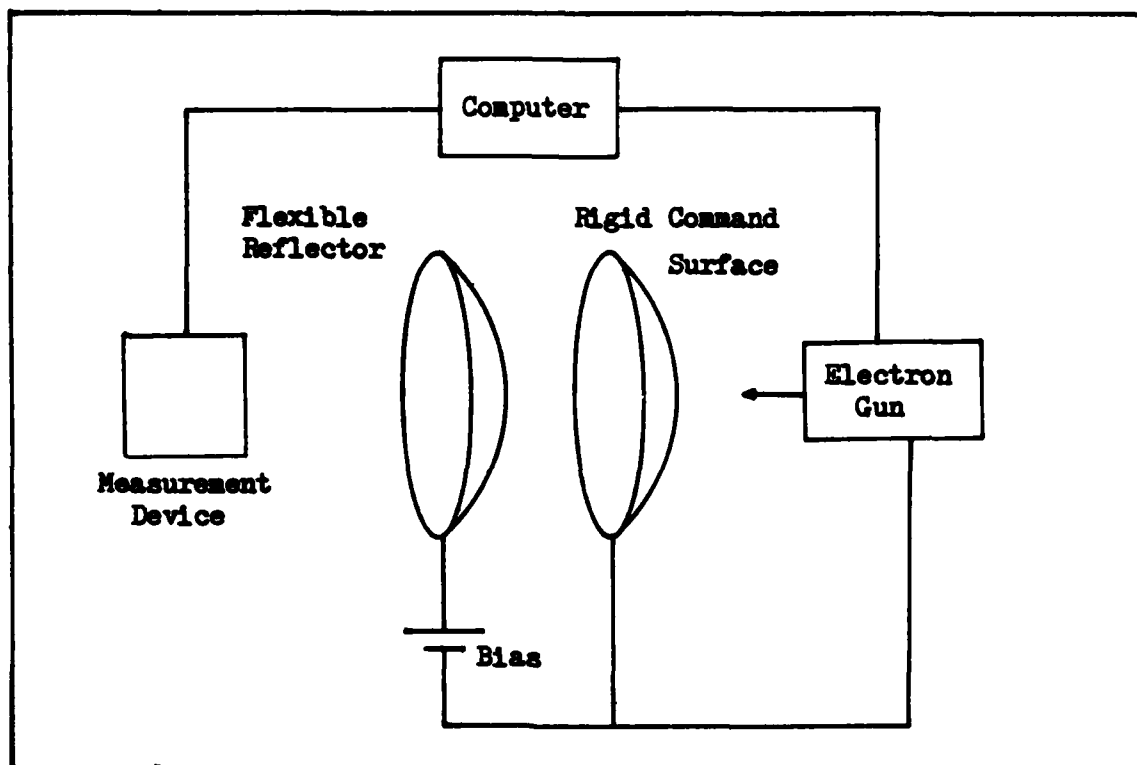 Computer
Flexible
Reflector
Rigid Command
Surface
Electron
Gun
Measurement
Device
Bias